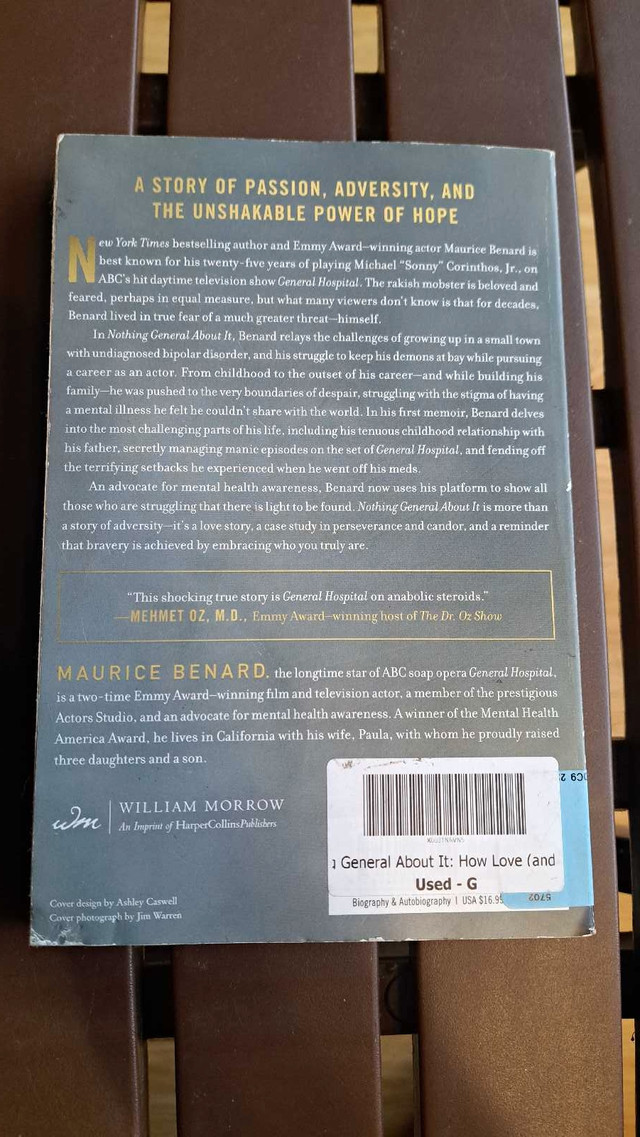 A STORY OF PASSION, ADVERSITY, AND
THE UNSHAKABLE POWER OF HOPE
New York Times bestselling author and Emmy Award–winning actor Maurice Benard is
best known for his twenty-five years of playing Michael “Sonny” Corinthos, Jr., on
ABC’s hit daytime television show General Hospital. The rakish mobster is beloved and
feared, perhaps in equal measure, but what many viewers don’t know is that for decades,
Benard lived in true fear of a much greater threat—himself.
In Nothing General About It, Benard relays the challenges of growing up in a small town
with undiagnosed bipolar disorder, and his struggle to keep his demons at bay while pursuing
a career as an actor. From childhood to the outset of his career—and while building his
family—he was pushed to the very boundaries of despair, struggling with the stigma of having
a mental illness he felt he couldn’t share with the world. In his first memoir, Benard delves
into the most challenging parts of his life, including his tenuous childhood relationship with
his father, secretly managing manic episodes on the set of General Hospital, and fending off
the terrifying setbacks he experienced when he went off his meds.
An advocate for mental health awareness, Benard now uses his platform to show all
those who are struggling that there is light to be found. Nothing General About It is more than
a story of adversity—it’s a love story, a case study in perseverance and candor, and a reminder
that bravery is achieved by embracing who you truly are.
“This shocking true story is General Hospital on anabolic steroids.”
—MEHMET OZ, M.D., Emmy Award–winning host of The Dr. Oz Show
MAURICE BENARD, the longtime star of ABC soap opera General Hospital,
is a two-time Emmy Award–winning film and television actor, a member of the prestigious
Actors Studio, and an advocate for mental health awareness. A winner of the Mental Health
America Award, he lives in California with his wife, Paula, with whom he proudly raised
three daughters and a son.
wm
WILLIAM MORROW
An Imprint of HarperCollinsPublishers
General About It: How Love (and
Used - G
Biography & Autobiography | USA $16.99
5702
Cover design by Ashley Caswell
Cover photograph by Jim Warren